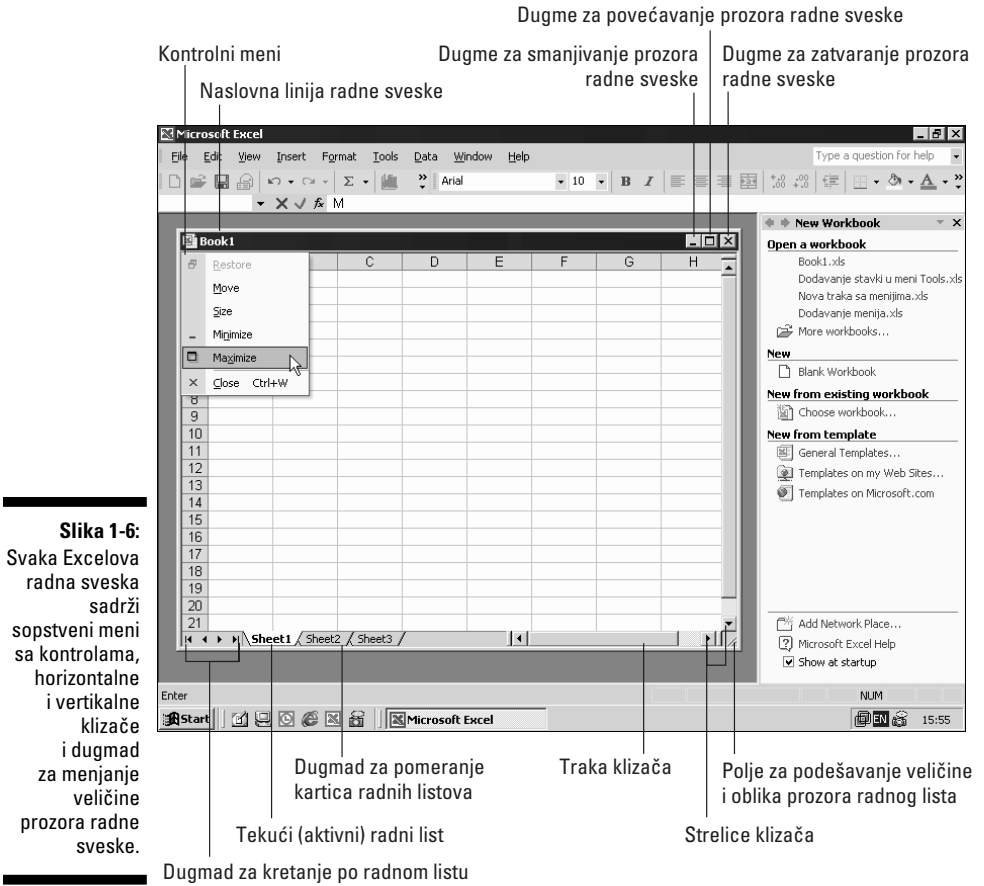 Dugme za povećavanje prozora radne sveske
Kontrolni meni
Dugme za smanjivanje prozora
radne sveske
Dugme za zatvaranje prozora
radne sveske
Naslovna linija radne sveske
Microsoft Excel
File Edit View Insert Format Tools Data Window Help
Type a question for help
Arial 10 B I
M
New Workbook
Book1
Open a workbook
Book1.xls
Dodavanje stavki u meni Tools.xls
Nova traka sa menijima.xls
Dodavanje menija.xls
More workbooks...
New
Blank Workbook
New from existing workbook
Choose workbook...
New from template
General Templates...
Templates on my Web Sites...
Templates on Microsoft.com
C D E F G H
Restore
Move
Size
Minimize
Maximize
Close Ctrl+W
8
9
10
11
12
13
14
15
16
17
18
19
20
21
Sheet1 Sheet2 Sheet3
Add Network Place...
Microsoft Excel Help
Show at startup
Enter
NUM
Start
Microsoft Excel
EN
15:55
Slika 1-6:
Svaka Excelova
radna sveska
sadrži
sopstveni meni
sa kontrolama,
horizontalne
i vertikalne
klizače
i dugmad
za menjanje
veličine
prozora radne
sveske.
Dugmad za pomeranje
kartica radnih listova
Traka klizača
Polje za podešavanje veličine
i oblika prozora radnog lista
Tekući (aktivni) radni list
Strelice klizača
Dugmad za kretanje po radnom listu